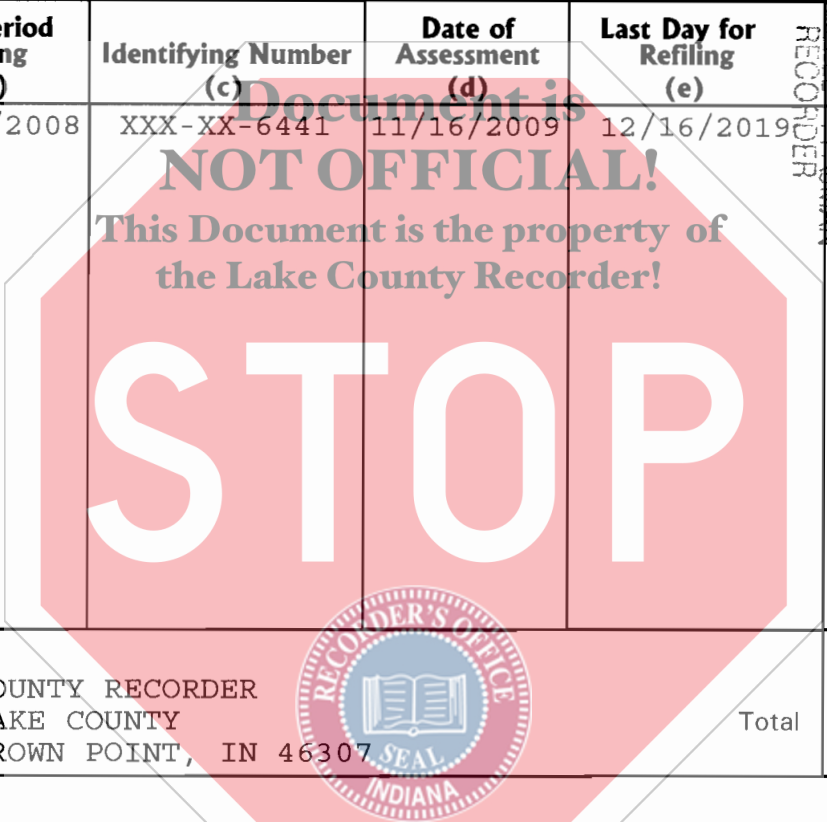 eriod
ng
)
Identifying Number
(c)
Date of
Assessment
(d)
Last Day for
Refiling
(e)
RECORDER
/2008 XXX-XX-6441 11/16/2009 12/16/2019
Document is
NOT OFFICIAL!
This Document is the property of
the Lake County Recorder!
STOP
OUNTY RECORDER
AKE COUNTY
ROWN POINT, IN 46307
Total
RECORDER'S OFFICE
SEAL
INDIANA